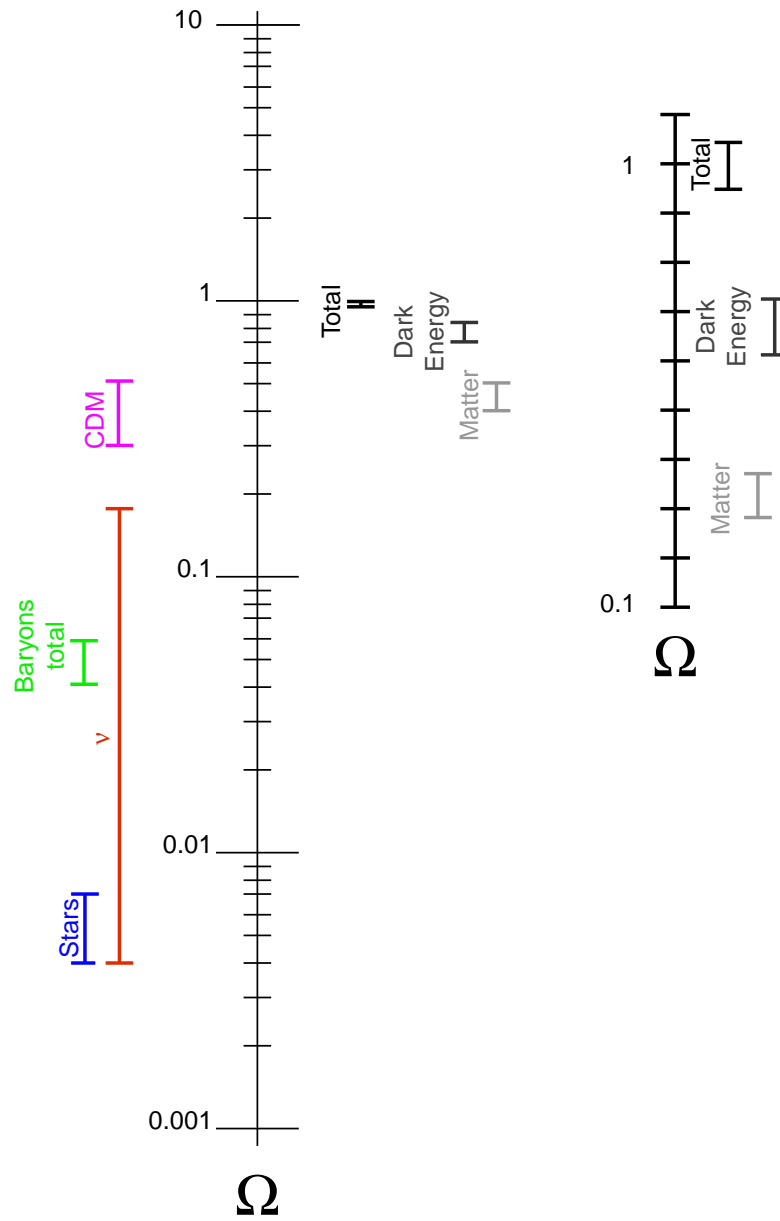 10
1
0.1
0.01
0.001
Ω
CDM
Baryons
total
ν
Stars
Total
Dark
Energy
Matter
1
0.1
Ω
Total
Dark
Energy
Matter